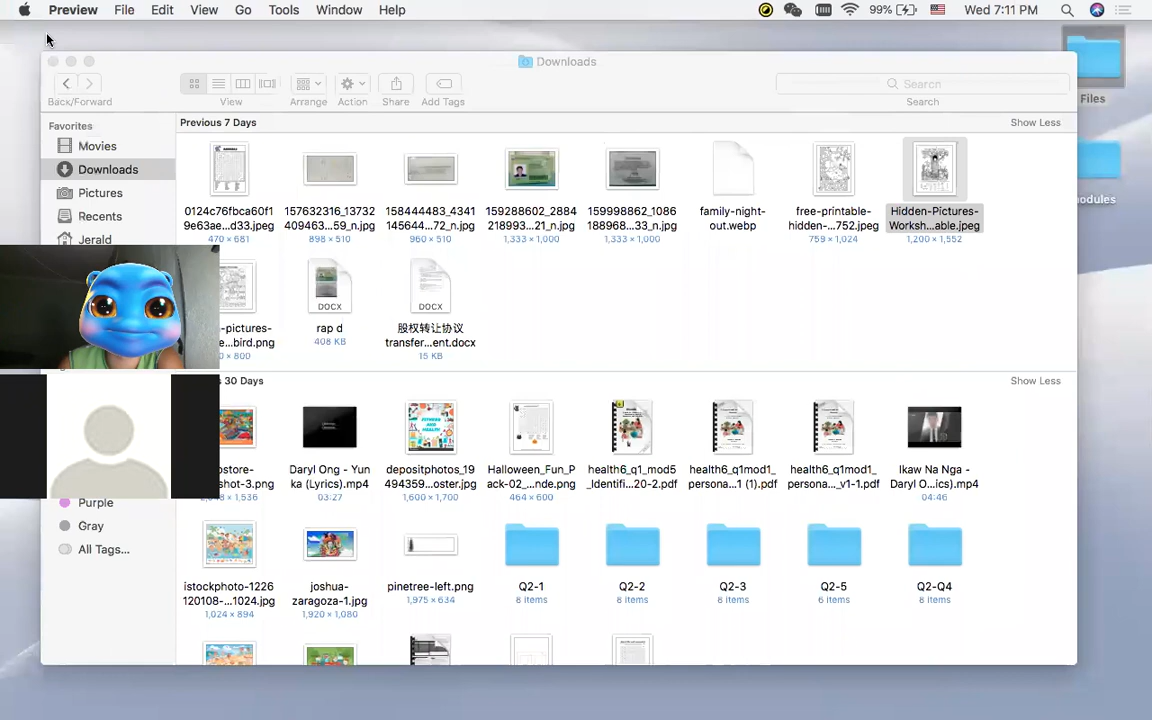 Preview File Edit View Go Tools Window Help 99% Wed 7:11 PM
Files
Downloads
Search
Back/Forward View Arrange Action Share Add Tags Search
Favorites
Movies
Downloads
Pictures
Recents
Jerald
Purple
Gray
All Tags...
Previous 7 Days Show Less
0124c76fbca60f1 157632316_13732 158444483_4341 159288602_2884 159998862_1086 family-night- free-printable- Hidden-Pictures-
9e63ae...d33.jpeg 409463...59_n.jpg 145644...72_n.jpg 218993...21_n.jpg 188968...33_n.jpg out.webp hidden-...752.jpeg Worksh...able.jpeg
470 × 681 898 × 510 960 × 510 1,333 × 1,000 1,333 × 1,000 759 × 1,024 1,200 × 1,552
DOCX DOCX
-pictures- rap d 股权转让协议
e...bird.png 408 KB transfer...ent.docx
0 × 800 15 KB
30 Days Show Less
store- Daryl Ong - Yun depositphotos_19 Halloween_Fun_P health6_q1_mod5 health6_q1mod1_ health6_q1mod1_ Ikaw Na Nga -
shot-3.png ka (Lyrics).mp4 494359...oster.jpg ack-02_...nde.png _Identifi...20-2.pdf persona...1 (1).pdf persona..._v1-1.pdf Daryl O...ics).mp4
× 1,536 03:27 1,600 × 1,700 464 × 600 04:46
istockphoto-1226 joshua- pinetree-left.png Q2-1 Q2-2 Q2-3 Q2-5 Q2-Q4
120108-...1024.jpg zaragoza-1.jpg 1,975 × 634 8 items 8 items 8 items 6 items 8 items
1,024 × 894 1,920 × 1,080